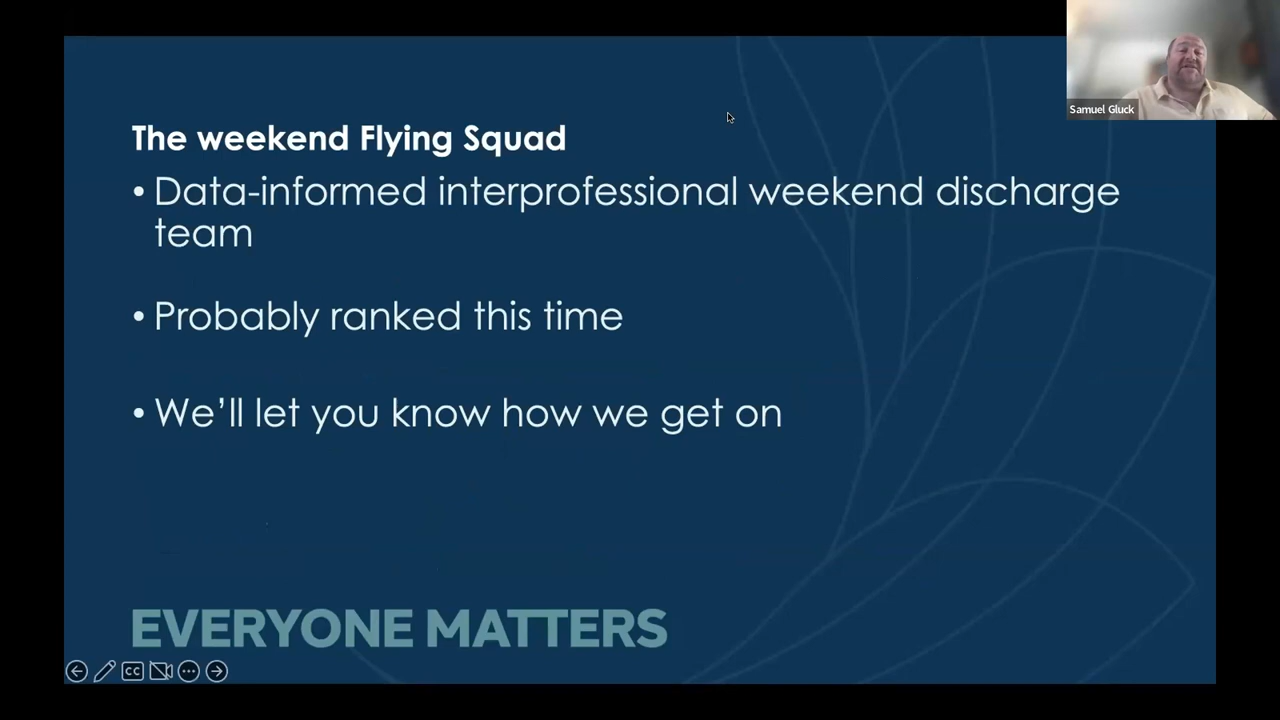 Samuel Gluck
The weekend Flying Squad
• Data-informed interprofessional weekend discharge
team
• Probably ranked this time
• We’ll let you know how we get on
EVERYONE MATTERS
CC